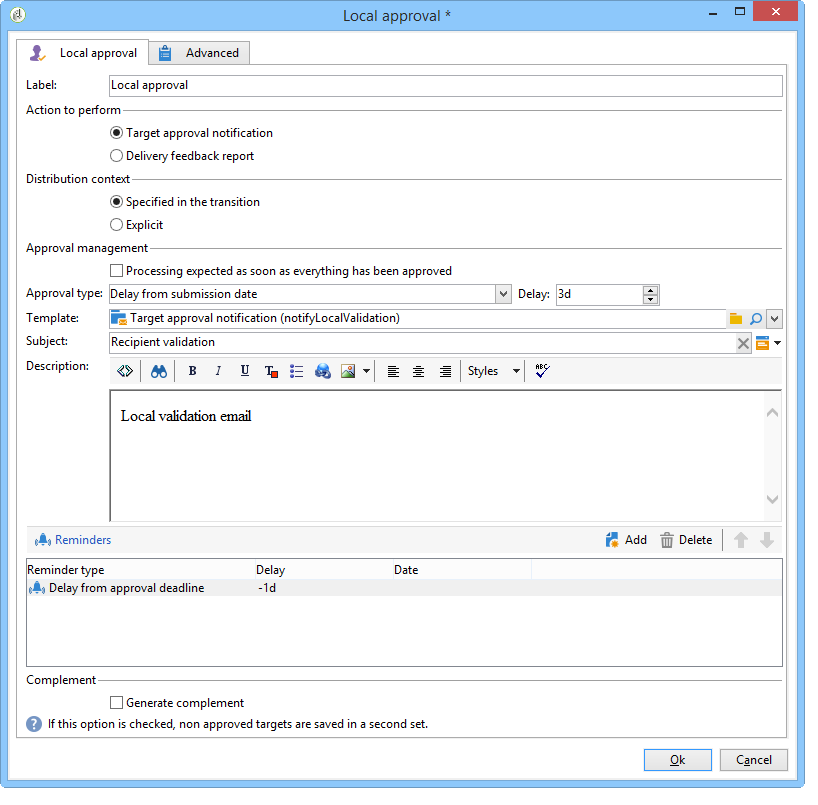 Local approval *
Local approval Advanced
Label: Local approval
Action to perform
Target approval notification
Delivery feedback report
Distribution context
Specified in the transition
Explicit
Approval management
Processing expected as soon as everything has been approved
Approval type: Delay from submission date Delay: 3d
Template: Target approval notification (notifyLocalValidation)
Subject: Recipient validation
Description: B I U T Styles ABC
Local validation email
Reminders Add Delete
Reminder type Delay Date
Delay from approval deadline -1d
Complement
Generate complement
? If this option is checked, non approved targets are saved in a second set.
Ok Cancel